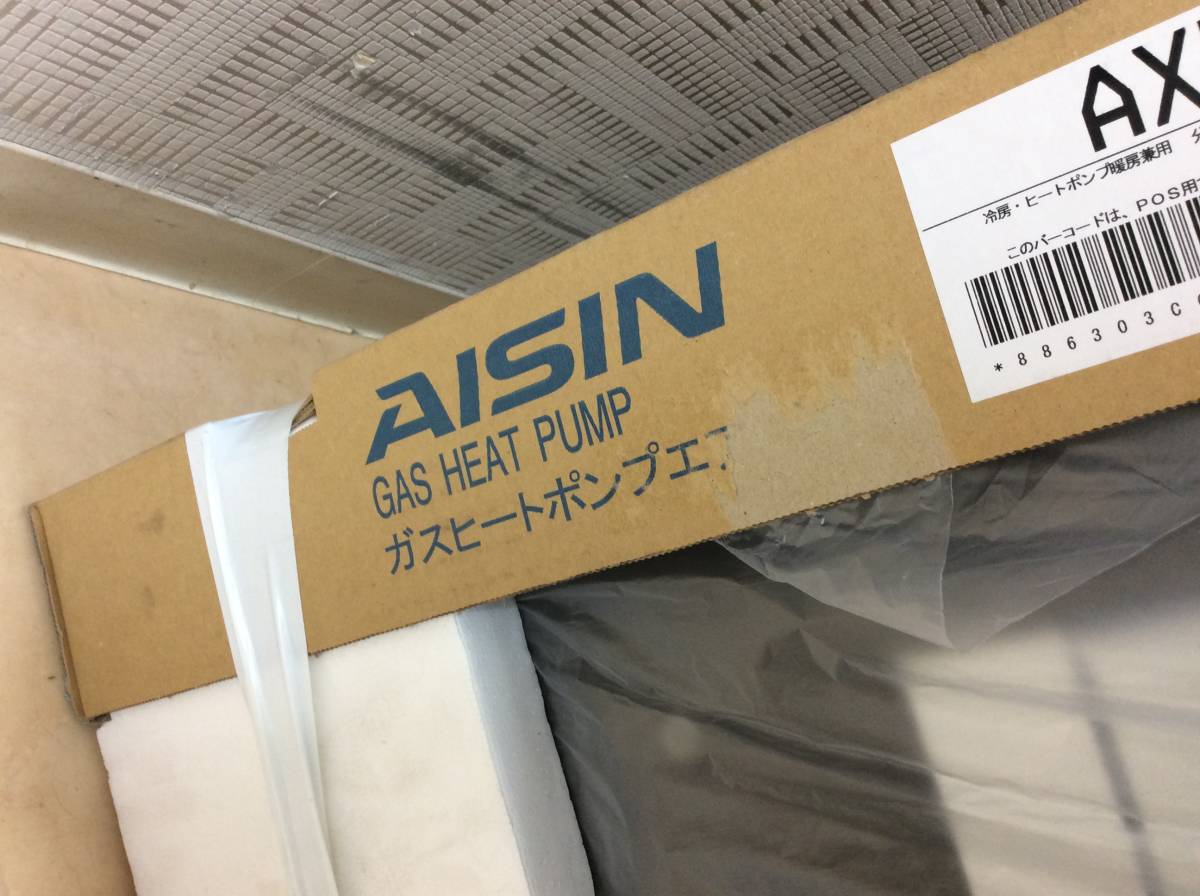 AISIN
GAS HEAT PUMP
ガスヒートポンプエ
AX
冷房・ヒートポンプ暖房兼用
このバーコードは、POS用
*886303C